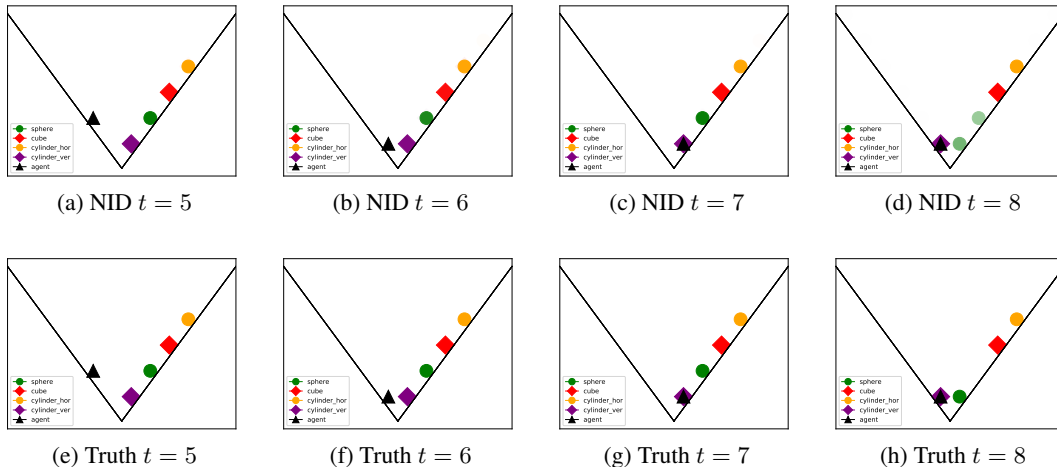 sphere
cube
cylinder_hor
cylinder_ver
agent
sphere
cube
cylinder_hor
cylinder_ver
agent
sphere
cube
cylinder_hor
cylinder_ver
agent
sphere
cube
cylinder_hor
cylinder_ver
agent
(a) NID t = 5
(b) NID t = 6
(c) NID t = 7
(d) NID t = 8
sphere
cube
cylinder_hor
cylinder_ver
agent
sphere
cube
cylinder_hor
cylinder_ver
agent
sphere
cube
cylinder_hor
cylinder_ver
agent
sphere
cube
cylinder_hor
cylinder_ver
agent
(e) Truth t = 5
(f) Truth t = 6
(g) Truth t = 7
(h) Truth t = 8